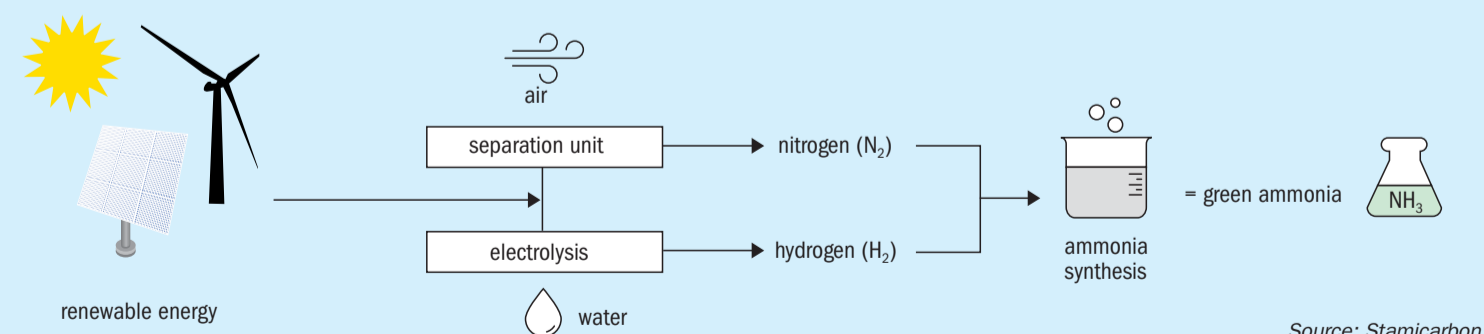 air
separation unit
nitrogen (N₂)
= green ammonia
NH₃
electrolysis
hydrogen (H₂)
ammonia
synthesis
renewable energy
water
Source: Stamicarbon